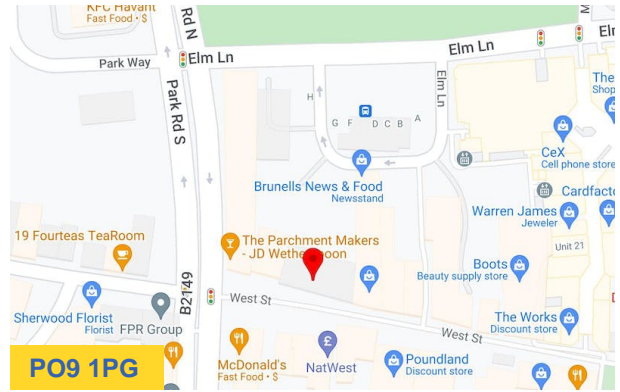 KFC Havant
Fast Food • $
Park Rd N
Park Way
Elm Ln
Elm Ln
Park Rd S
Elm Ln
H
G F D C B A
The
Shop
CeX
Cell phone store
Brunells News & Food
Newsstand
Cardfacto
Warren James
Jeweler
19 Fourteas TeaRoom
The Parchment Makers
- JD Wethe oon
Unit 21
Boots
Beauty supply store
B2149
West St
Sherwood Florist
Florist
FPR Group
West St
The Works
Discount store
McDonald's
Fast Food • $
£
NatWest
Poundland
Discount store
PO9 1PG